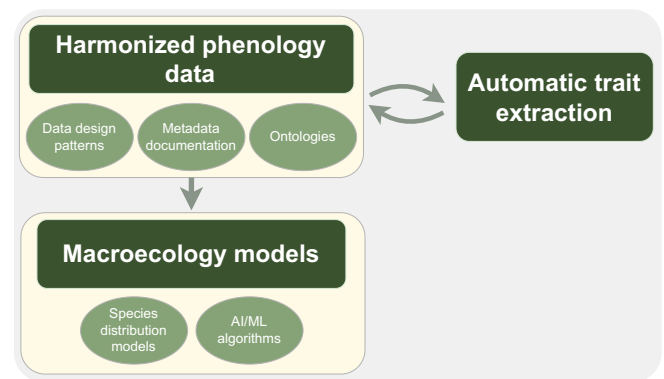 Harmonized phenology
data
Data design
patterns
Metadata
documentation
Ontologies
Automatic trait
extraction
Macroecology models
Species
distribution
models
AI/ML
algorithms